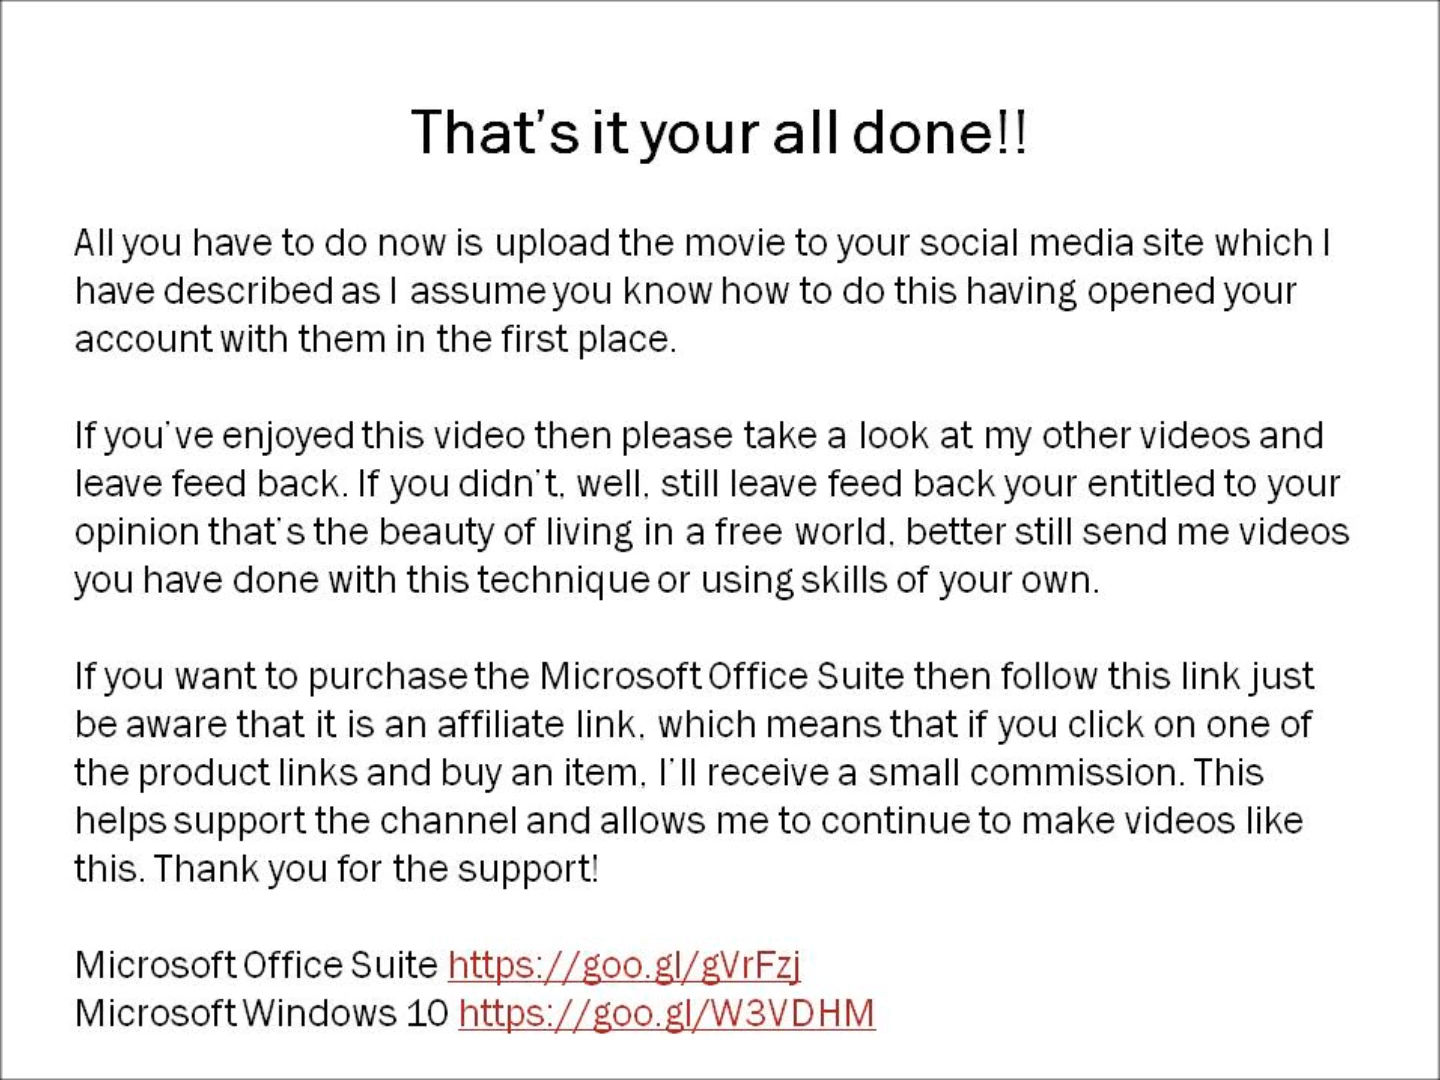 That's it your all done!!
All you have to do now is upload the movie to your social media site which I
have described as I assume you know how to do this having opened your
account with them in the first place.
If you've enjoyed this video then please take a look at my other videos and
leave feed back. If you didn't, well, still leave feed back your entitled to your
opinion that's the beauty of living in a free world, better still send me videos
you have done with this technique or using skills of your own.
If you want to purchase the Microsoft Office Suite then follow this link just
be aware that it is an affiliate link, which means that if you click on one of
the product links and buy an item, I'll receive a small commission. This
helps support the channel and allows me to continue to make videos like
this. Thank you for the support!
Microsoft Office Suite https://goo.gl/gVrFzj
Microsoft Windows 10 https://goo.gl/W3VDHM